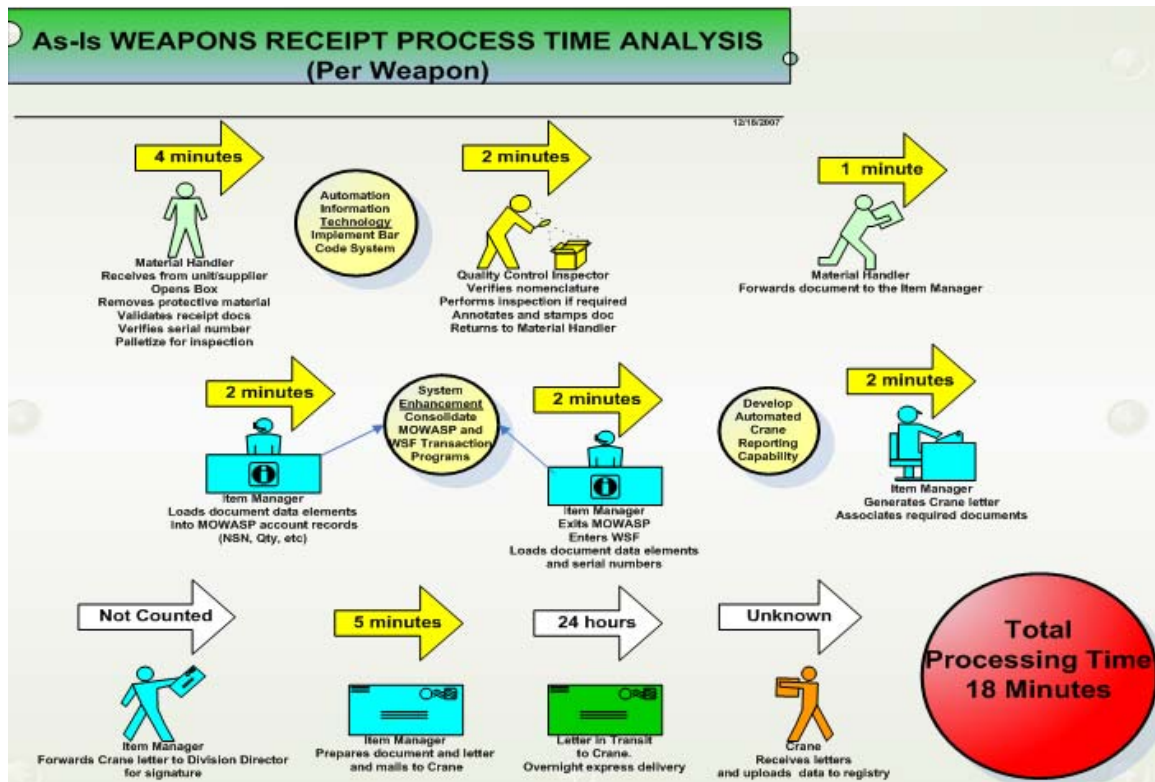 As-Is WEAPONS RECEIPT PROCESS TIME ANALYSIS
(Per Weapon)
12/18/2007
4 minutes
Material Handler
Receives from unit/supplier
Opens Box
Removes protective material
Validates receipt docs
Verifies serial number
Palletize for inspection
Automation
Information
Technology
Implement Bar
Code System
2 minutes
Quality Control Inspector
Verifies nomenclature
Performs inspection if required
Annotates and stamps doc
Returns to Material Handler
1 minute
Material Handler
Forwards document to the Item Manager
2 minutes
Item Manager
Loads document data elements
Into MOWASP account records
(NSN, Qty, etc)
System
Enhancement
Consolidate
MOWASP and
WSF Transaction
Programs
2 minutes
Item Manager
Exits MOWASP
Enters WSF
Loads document data elements
and serial numbers
Develop
Automated
Crane
Reporting
Capability
2 minutes
Item Manager
Generates Crane letter
Associates required documents
Not Counted
Item Manager
Forwards Crane letter to Division Director
for signature
5 minutes
Item Manager
Prepares document and letter
and mails to Crane
24 hours
Letter In Transit
to Crane.
Overnight express delivery
Unknown
Crane
Receives letters
and uploads data to registry
Total
Processing Time
18 Minutes